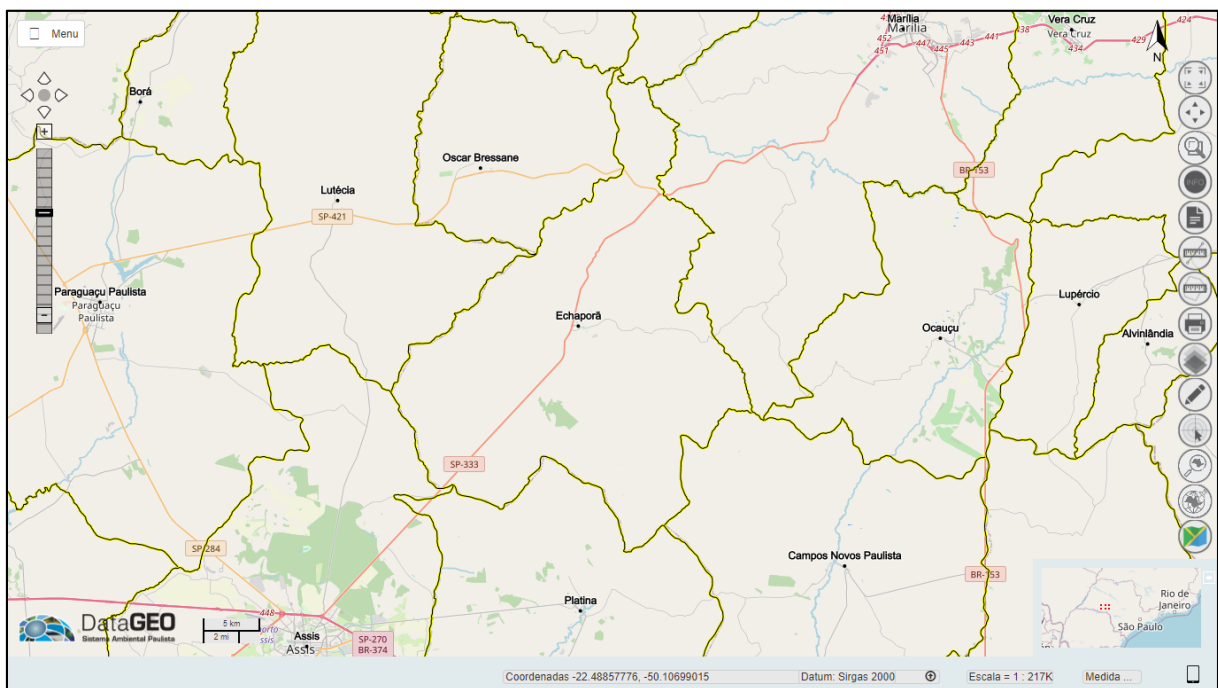 Menu
Marília
Marília
Vera Cruz
Vera Cruz
424
438
441
443
445
447
452
451
434
429
N
Borá
Oscar Bressane
BR-153
Lutécia
SP-421
INFO
Paraguaçu Paulista
Paraguaçu
Paulista
Echaporã
Lupércio
Ocauçu
Alvinlândia
SP-333
SP-284
Campos Novos Paulista
BR-153
Platina
448
DataGEO
Sistema Ambiental Paulista
5 km
2 mi
Assis
Assis
SP-270
BR-374
Rio de
Janeiro
São Paulo
Coordenadas -22.48857776, -50.10699015
Datum: Sirgas 2000
Escala = 1 : 217K
Medida ...